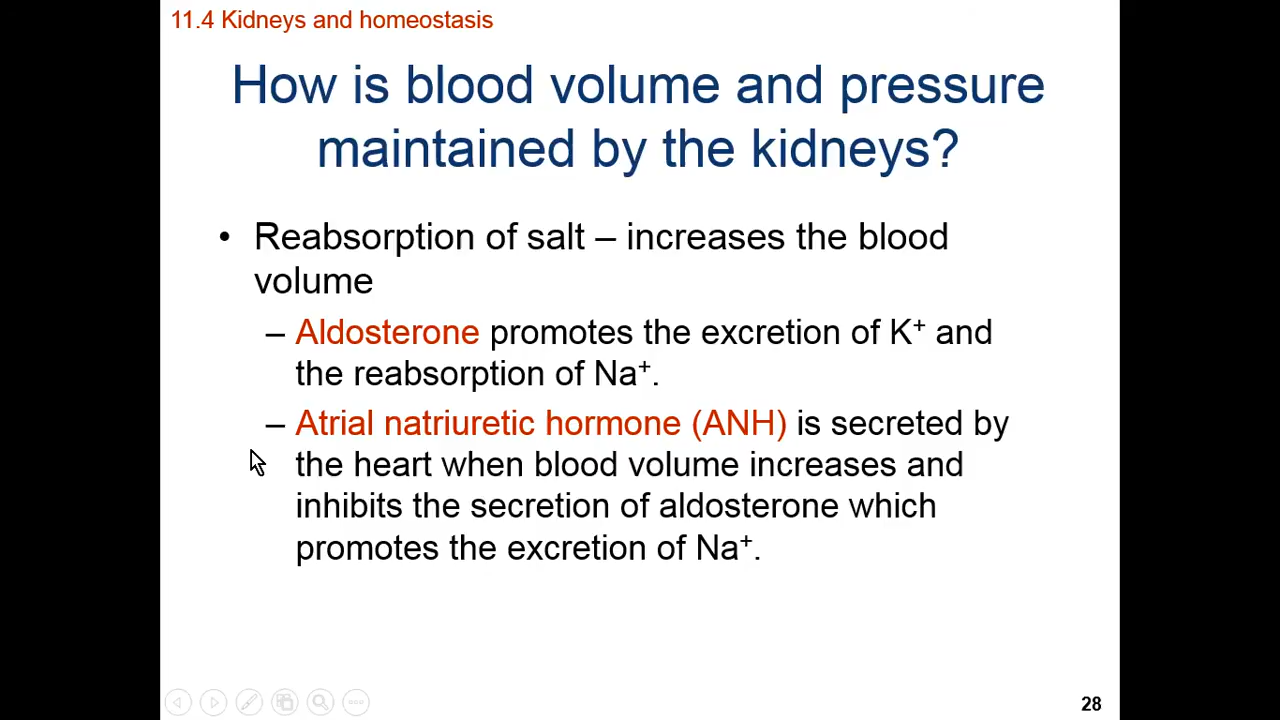 11.4 Kidneys and homeostasis
How is blood volume and pressure
maintained by the kidneys?
• Reabsorption of salt – increases the blood
volume
– Aldosterone promotes the excretion of K⁺ and
the reabsorption of Na⁺.
– Atrial natriuretic hormone (ANH) is secreted by
the heart when blood volume increases and
inhibits the secretion of aldosterone which
promotes the excretion of Na⁺.
28